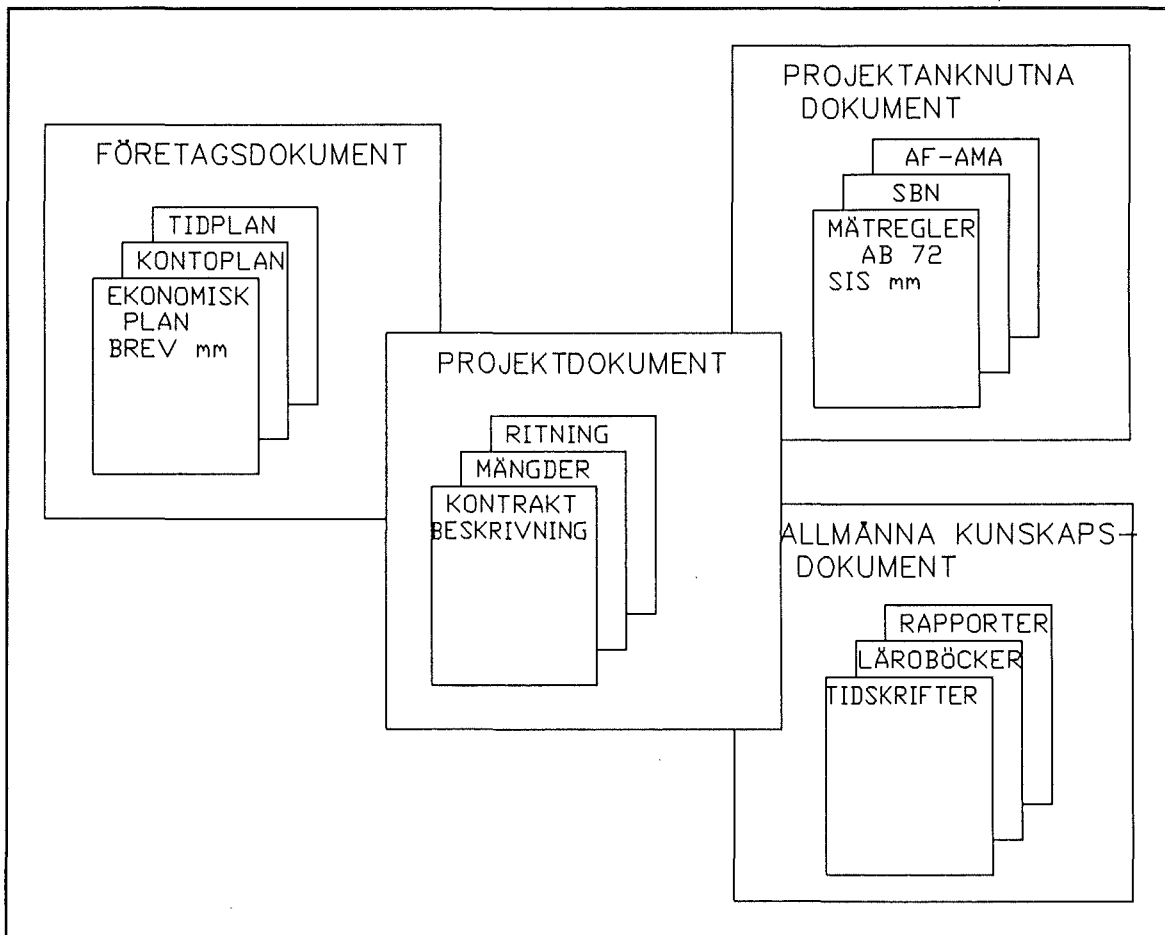 FÖRETAGSDOKUMENT
TIDPLAN
KONTOPLAN
EKONOMISK
PLAN
BREV mm
PROJEKTANKNUTNA
DOKUMENT
AF-AMA
SBN
MÄTREGLER
AB 72
SIS mm
PROJEKTDOKUMENT
RITNING
MÄNGDER
KONTRAKT
BESKRIVNING
ALLMÄNNA KUNSKAPS-
DOKUMENT
RAPPORTER
LÄROBÖCKER
TIDSKRIFTER